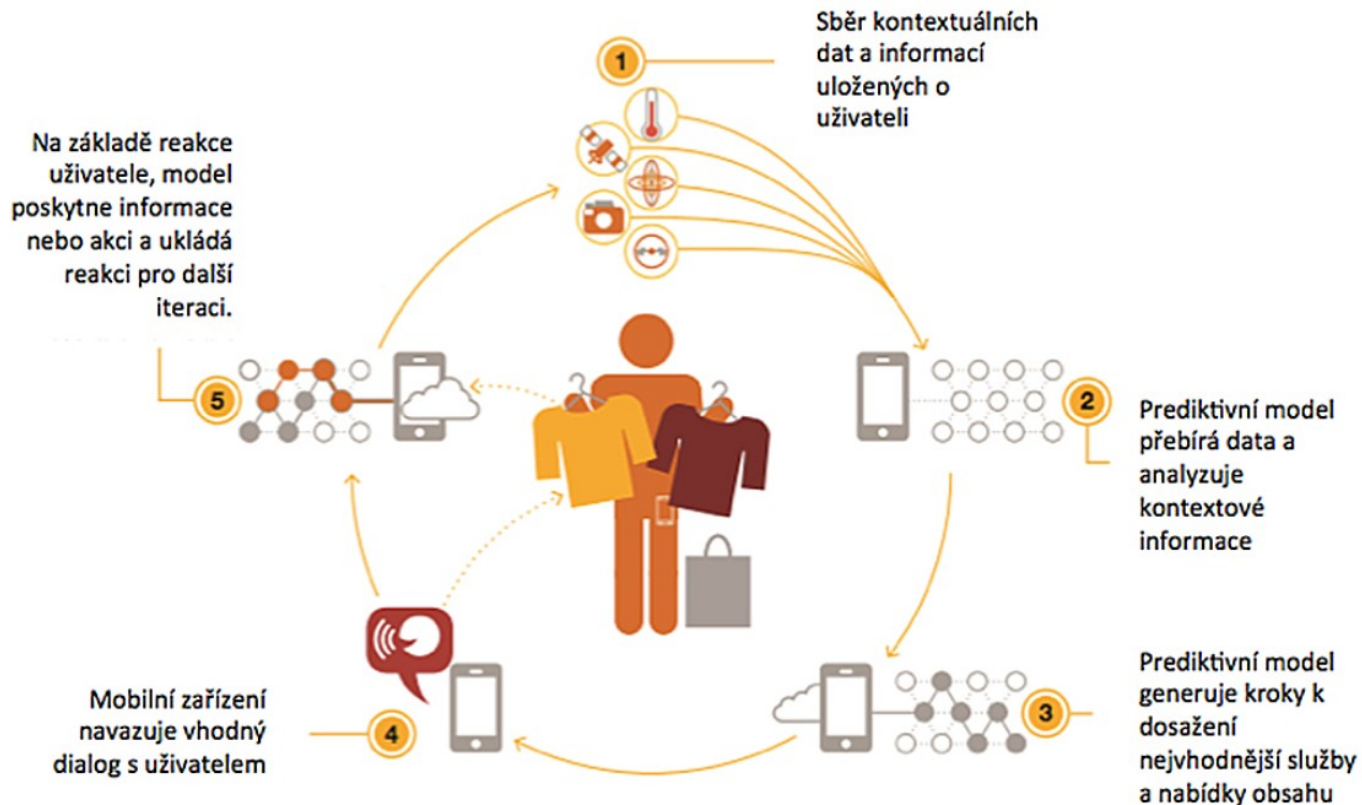 1
Sběr kontextuálních
dat a informací
uložených o
uživateli
2
Prediktivní model
přebírá data a
analyzuje
kontextové
informace
3
Prediktivní model
generuje kroky k
dosažení
nejvhodnější služby
a nabídky obsahu
4
Mobilní zařízení
navazuje vhodný
dialog s uživatelem
5
Na základě reakce
uživatele, model
poskytne informace
nebo akci a ukládá
reakci pro další
iteraci.